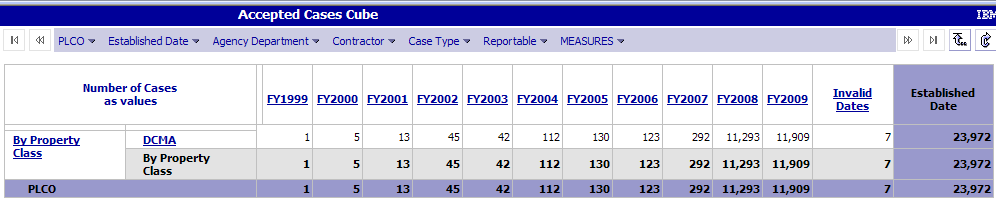 Accepted Cases Cube IBM
PLCO Established Date Agency Department Contractor Case Type Reportable MEASURES
Number of Cases
as values FY1999 FY2000 FY2001 FY2002 FY2003 FY2004 FY2005 FY2006 FY2007 FY2008 FY2009 Invalid
Dates Established
Date
By Property
Class DCMA 1 5 13 45 42 112 130 123 292 11,293 11,909 7 23,972
By Property
Class 1 5 13 45 42 112 130 123 292 11,293 11,909 7 23,972
PLCO 1 5 13 45 42 112 130 123 292 11,293 11,909 7 23,972